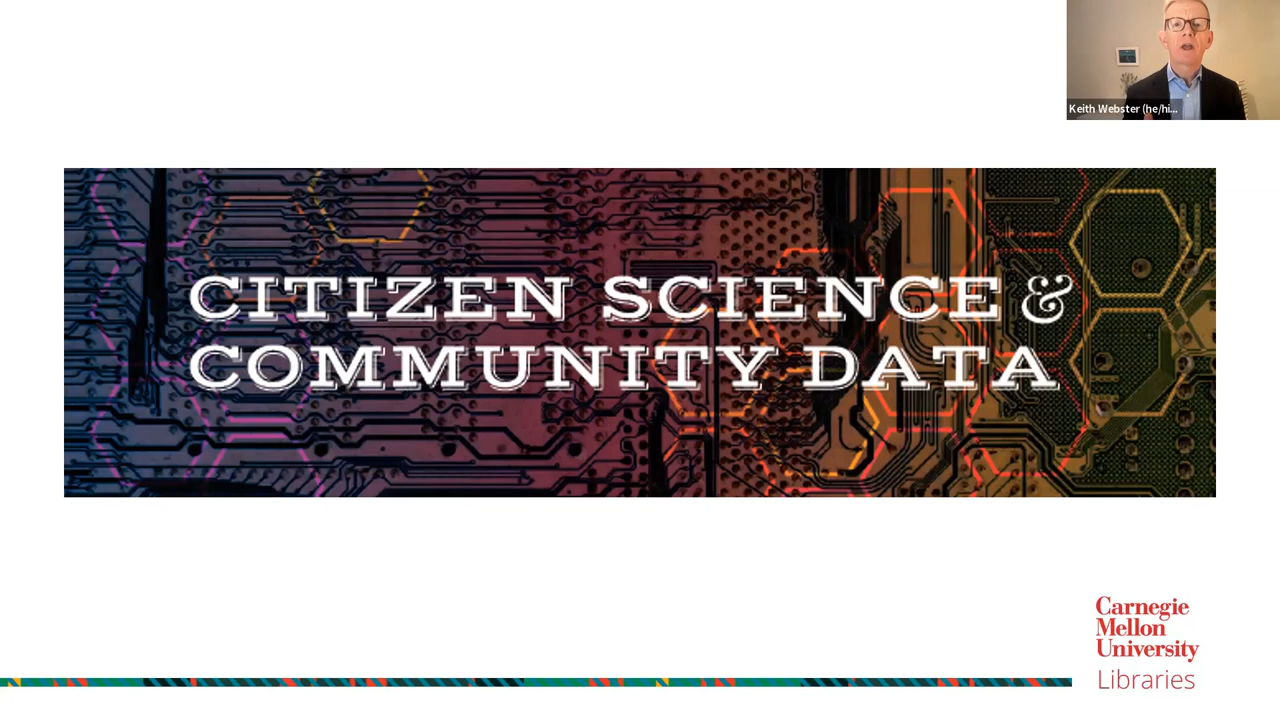 Keith Webster (he/hi...
CITIZEN SCIENCE &
COMMUNITY DATA
Carnegie
Mellon
University
Libraries